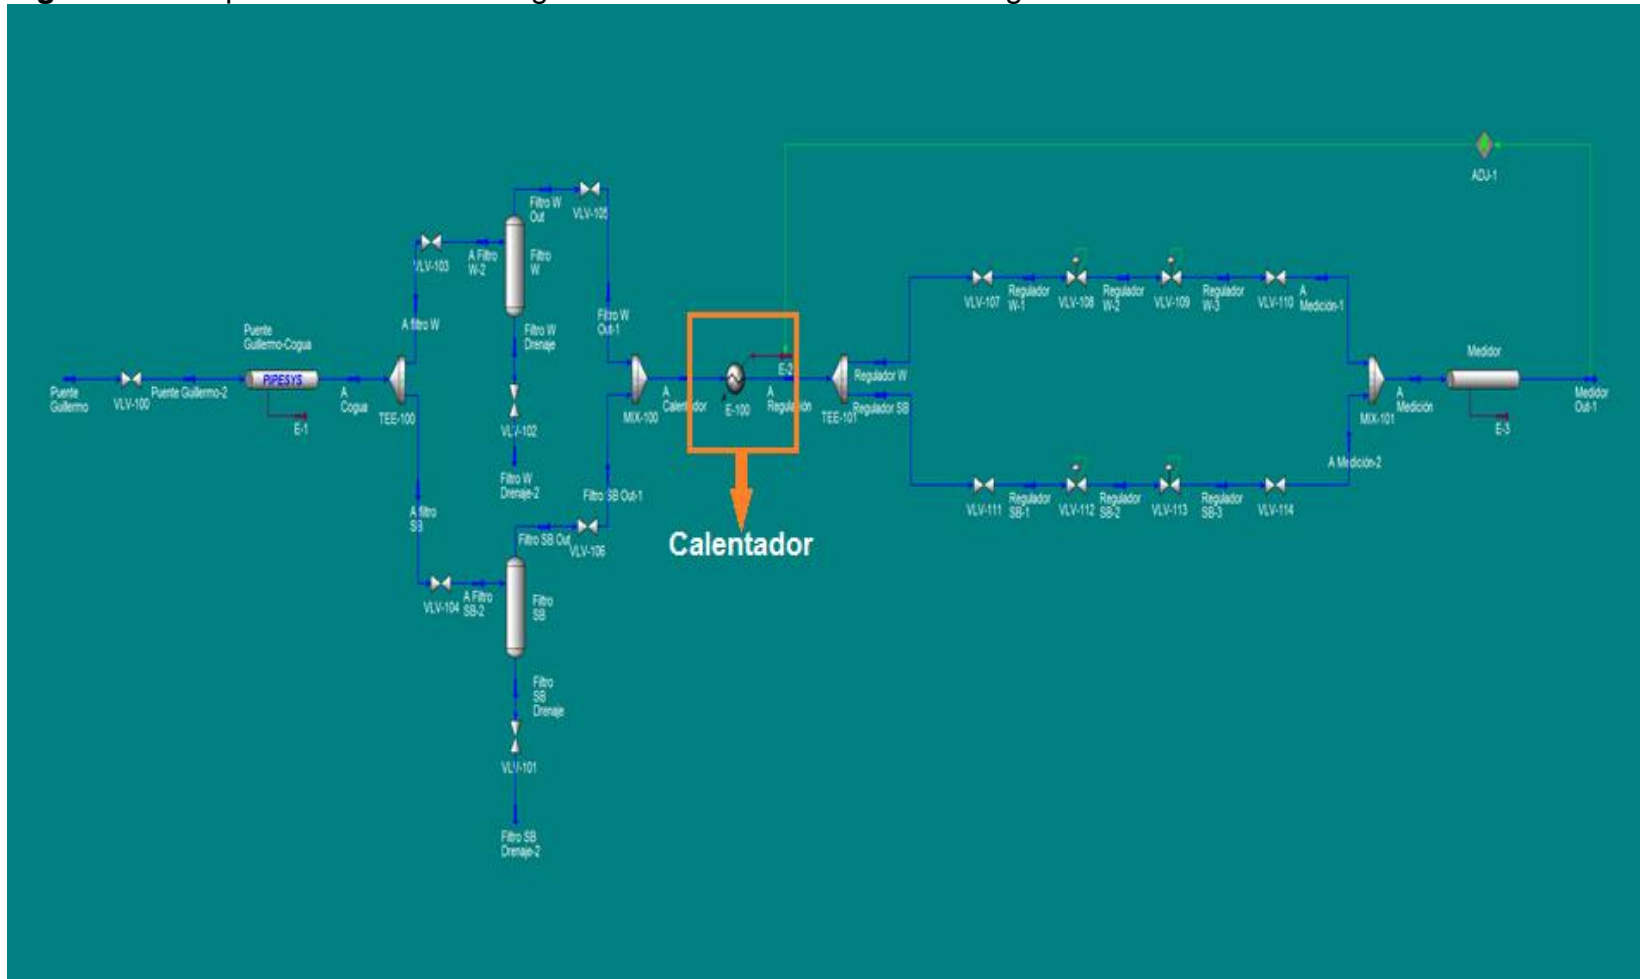 ADJ-1
Filtro W
Out
VLV-105
VLV-103
A Filtro
W-2
Filtro
W
VLV-107
Regulador
W-1
VLV-108
Regulador
W-2
VLV-109
Regulador
W-3
VLV-110
A
Medición-1
A filtro W
Filtro W
Out-1
Puente
Guillermo-Cogua
Filtro W
Drenaje
Medidor
Puente
Guillermo
VLV-100
Puente Guillermo-2
PIPESYS
E-1
A
Cogua
TEE-100
MIX-100
A
Calentador
E-100
E-2
A
Regulación
TEE-101
Regulador W
Regulador SB
MIX-101
A
Medición
E-3
Medidor
Out-1
VLV-102
Filtro W
Drenaje-2
A Medición-2
Filtro SB Out-1
VLV-111
Regulador
SB-1
VLV-112
Regulador
SB-2
VLV-113
Regulador
SB-3
VLV-114
A filtro
SB
Filtro SB Out
VLV-106
Calentador
VLV-104
A Filtro
SB-2
Filtro
SB
Filtro
SB
Drenaje
VLV-101
Filtro SB
Drenaje-2